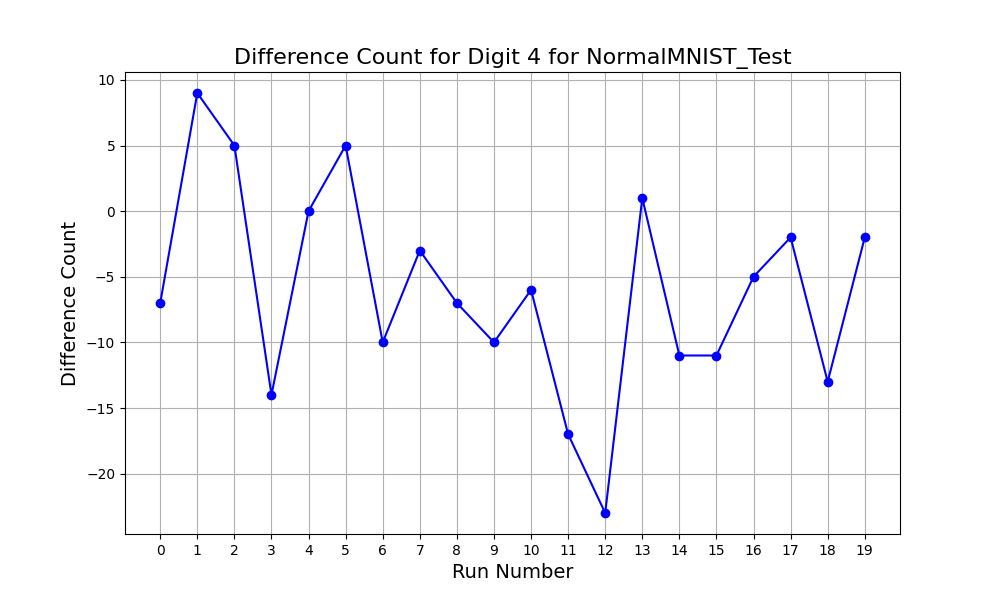 Difference Count for Digit 4 for NormalMNIST_Test
Difference Count
10
5
0
−5
−10
−15
−20
0 1 2 3 4 5 6 7 8 9 10 11 12 13 14 15 16 17 18 19
Run Number